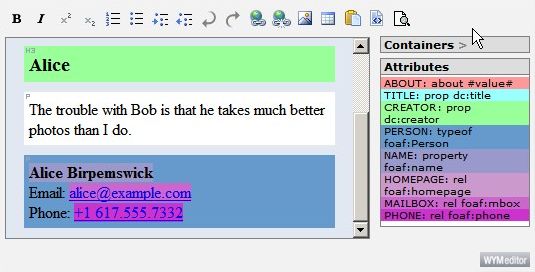 B I x² x₂
H3
Alice
P
The trouble with Bob is that he takes much better
photos than I do.
Alice Birpemswick
Email: alice@example.com
Phone: +1 617.555.7332
Containers >
Attributes
ABOUT: about #value#
TITLE: prop dc:title
CREATOR: prop
dc:creator
PERSON: typeof
foaf:Person
NAME: property
foaf:name
HOMEPAGE: rel
foaf:homepage
MAILBOX: rel foaf:mbox
PHONE: rel foaf:phone
WYMeditor